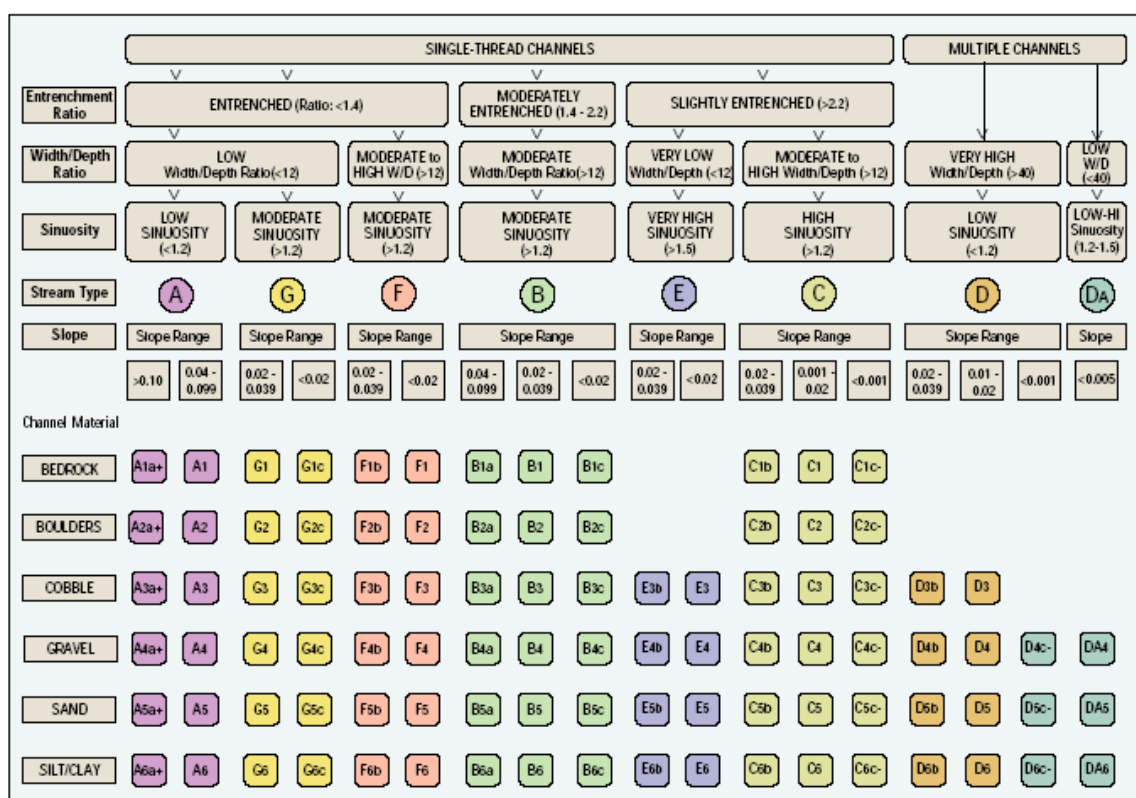 SINGLE-THREAD CHANNELS
MULTIPLE CHANNELS
Entrenchment
Ratio
ENTRENCHED (Ratio: <1.4)
MODERATELY
ENTRENCHED (1.4 - 2.2)
SLIGHTLY ENTRENCHED (>2.2)
Width/Depth
Ratio
LOW
Width/Depth Ratio(<12)
MODERATE to
HIGH W/D (>12)
MODERATE
Width/Depth Ratio(>12)
VERY LOW
Width/Depth (<12)
MODERATE to
HIGH Width/Depth (>12)
VERY HIGH
Width/Depth (>40)
LOW
W/D
(<40)
Sinuosity
LOW
SINUOSITY
(<1.2)
MODERATE
SINUOSITY
(>1.2)
MODERATE
SINUOSITY
(>1.2)
MODERATE
SINUOSITY
(>1.2)
VERY HIGH
SINUOSITY
(>1.5)
HIGH
SINUOSITY
(>1.2)
LOW
SINUOSITY
(<1.2)
LOW-HI
Sinuosity
(1.2-1.5)
Stream Type
A G F B E C D DA
Slope
Slope Range
Slope Range
Slope Range
Slope Range
Slope Range
Slope Range
Slope Range
Slope
>0.10
0.04 -
0.099
0.02 -
0.039
<0.02
0.02 -
0.039
<0.02
0.04 -
0.099
0.02 -
0.039
<0.02
0.02 -
0.039
<0.02
0.02 -
0.039
0.001 -
0.02
<0.001
0.02 -
0.039
0.01 -
0.02
<0.001
<0.005
Channel Material
BEDROCK A1a+ A1 G1 G1c F1b F1 B1a B1 B1c C1b C1 C1c-
BOULDERS A2a+ A2 G2 G2c F2b F2 B2a B2 B2c C2b C2 C2c-
COBBLE A3a+ A3 G3 G3c F3b F3 B3a B3 B3c E3b E3 C3b C3 C3c- D3b D3
GRAVEL A4a+ A4 G4 G4c F4b F4 B4a B4 B4c E4b E4 C4b C4 C4c- D4b D4 D4c- DA4
SAND A5a+ A5 G5 G5c F5b F5 B5a B5 B5c E5b E5 C5b C5 C5c- D5b D5 D5c- DA5
SILT/CLAY A6a+ A6 G6 G6c F6b F6 B6a B6 B6c E6b E6 C6b C6 C6c- D6b D6 D6c- DA6